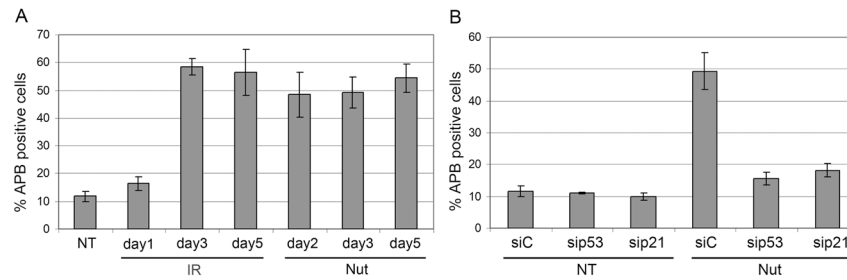 A
% APB positive cells
70
60
50
40
30
20
10
0
NT day1 day3 day5 day2 day3 day5
IR Nut
B
% APB positive cells
60
50
40
30
20
10
0
siC sip53 sip21 siC sip53 sip21
NT Nut